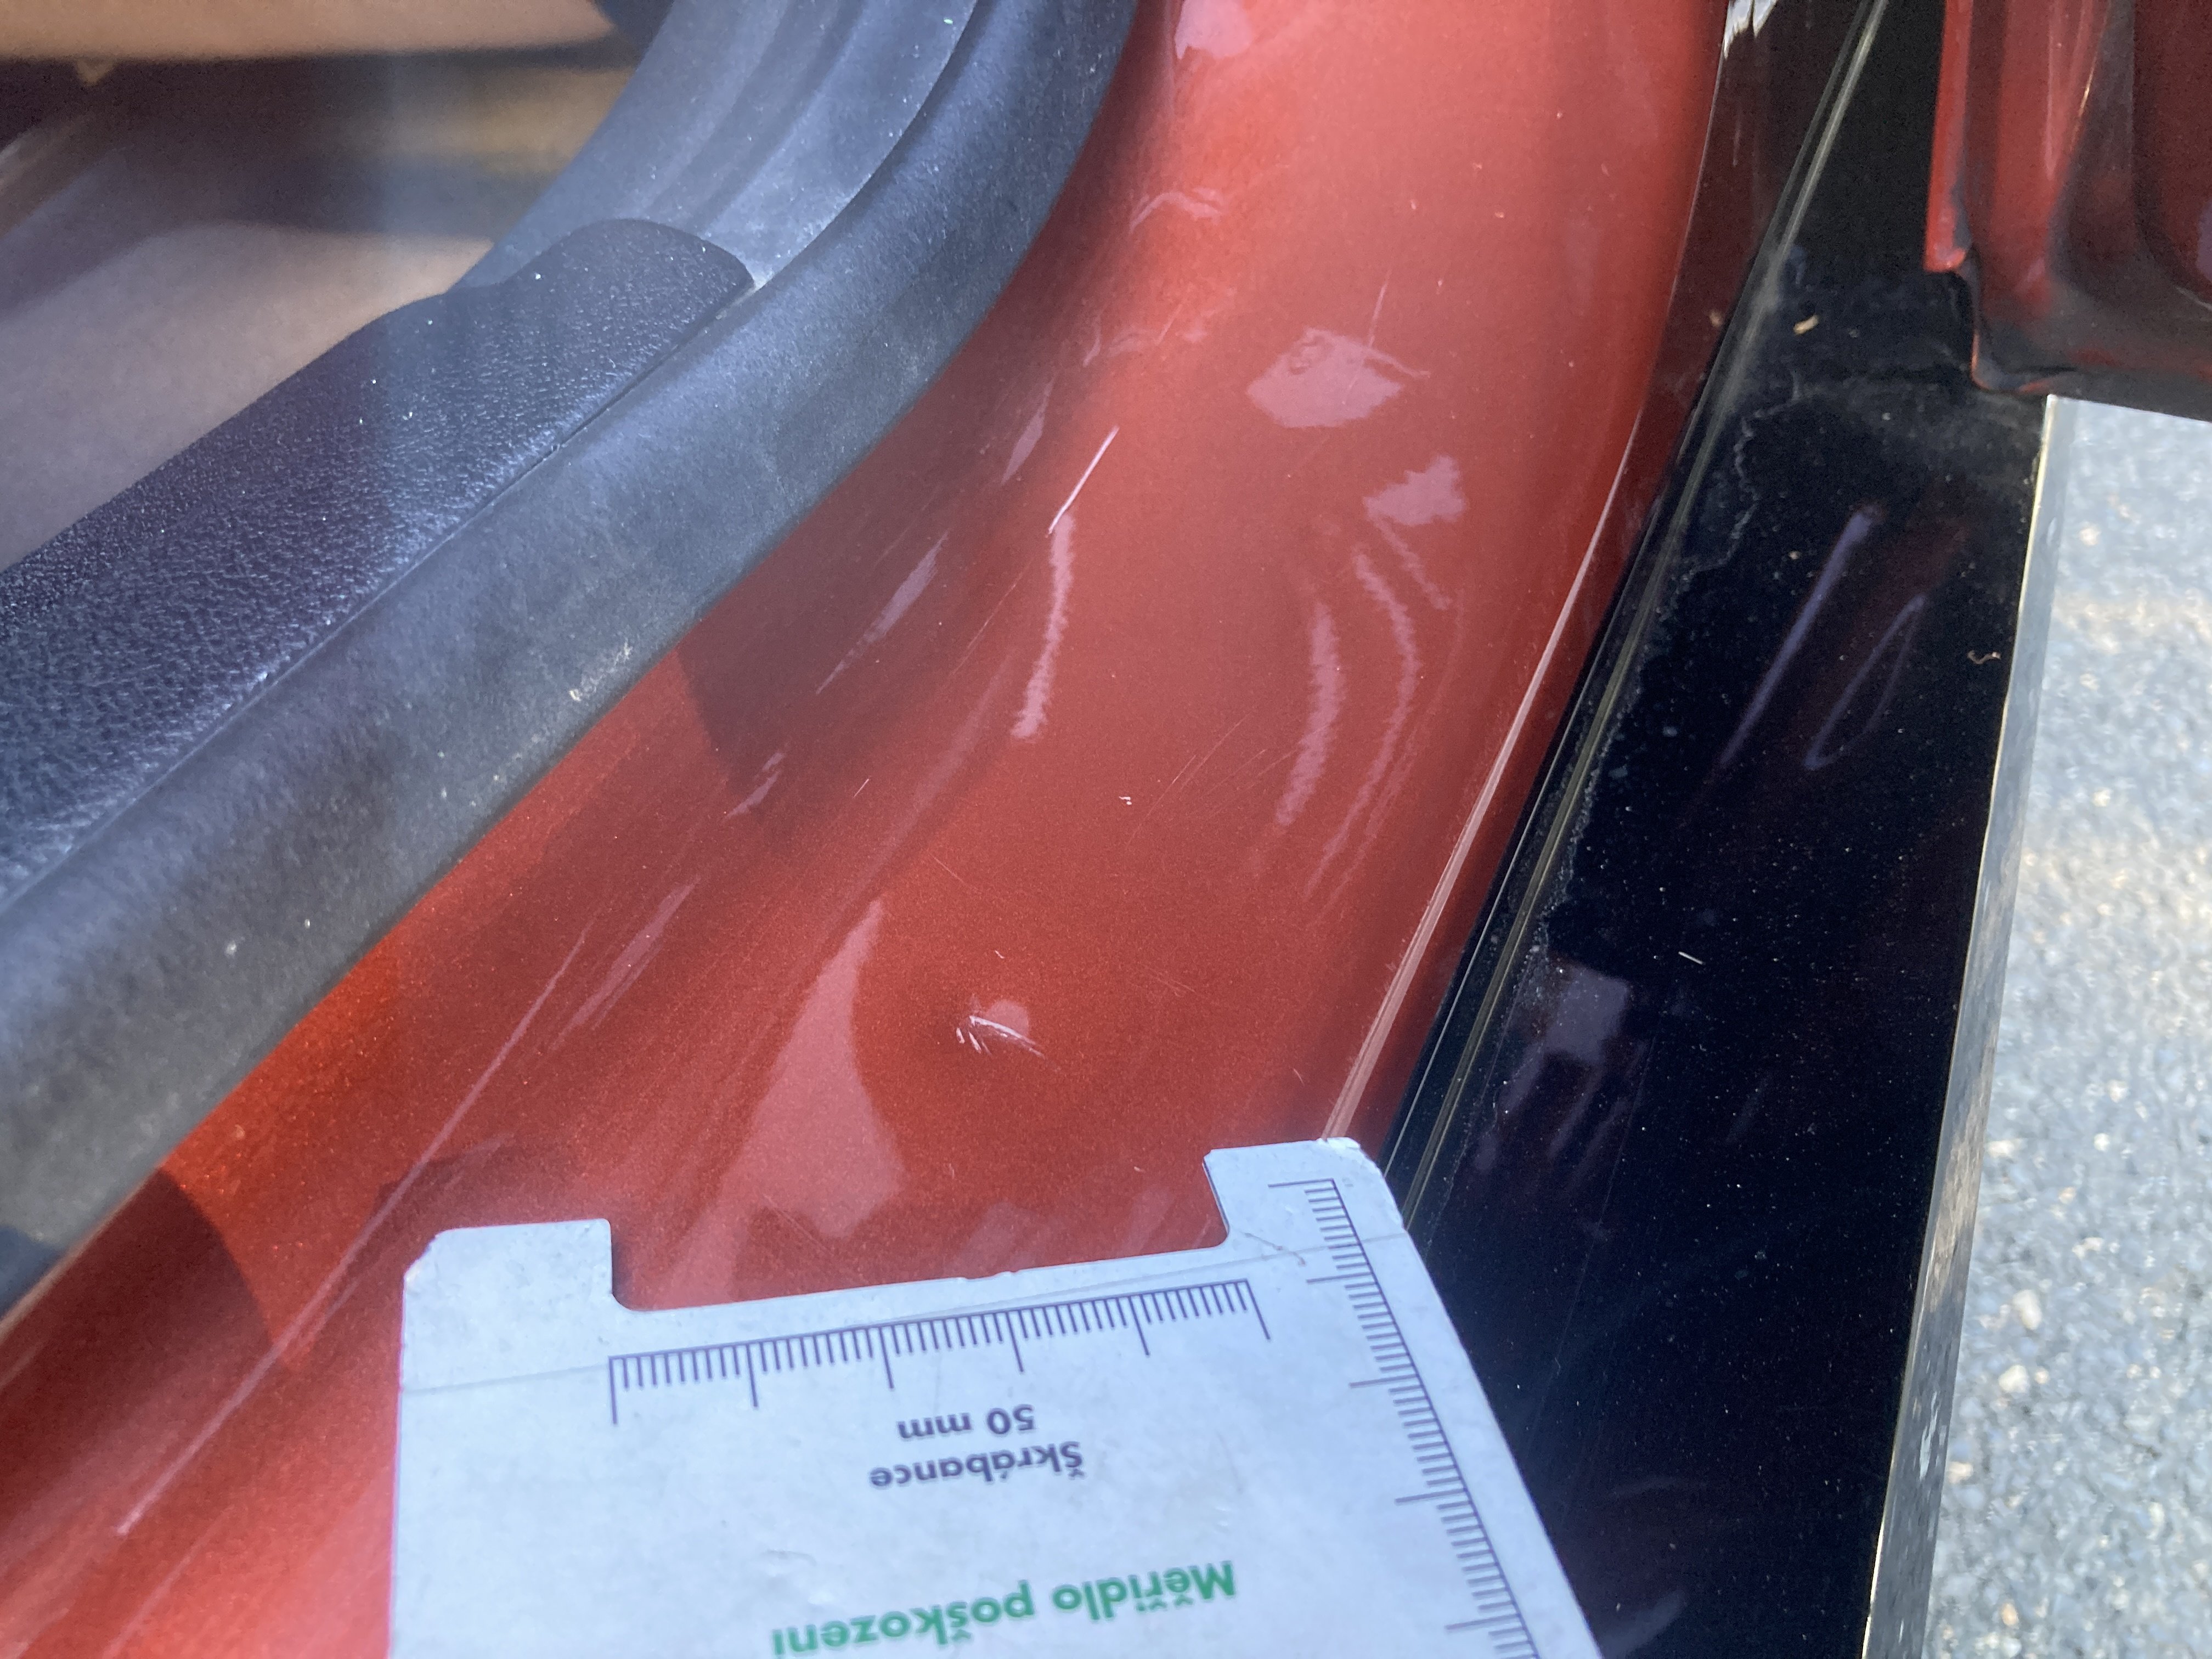 Měřidlo poškození
Škrábance
50 mm